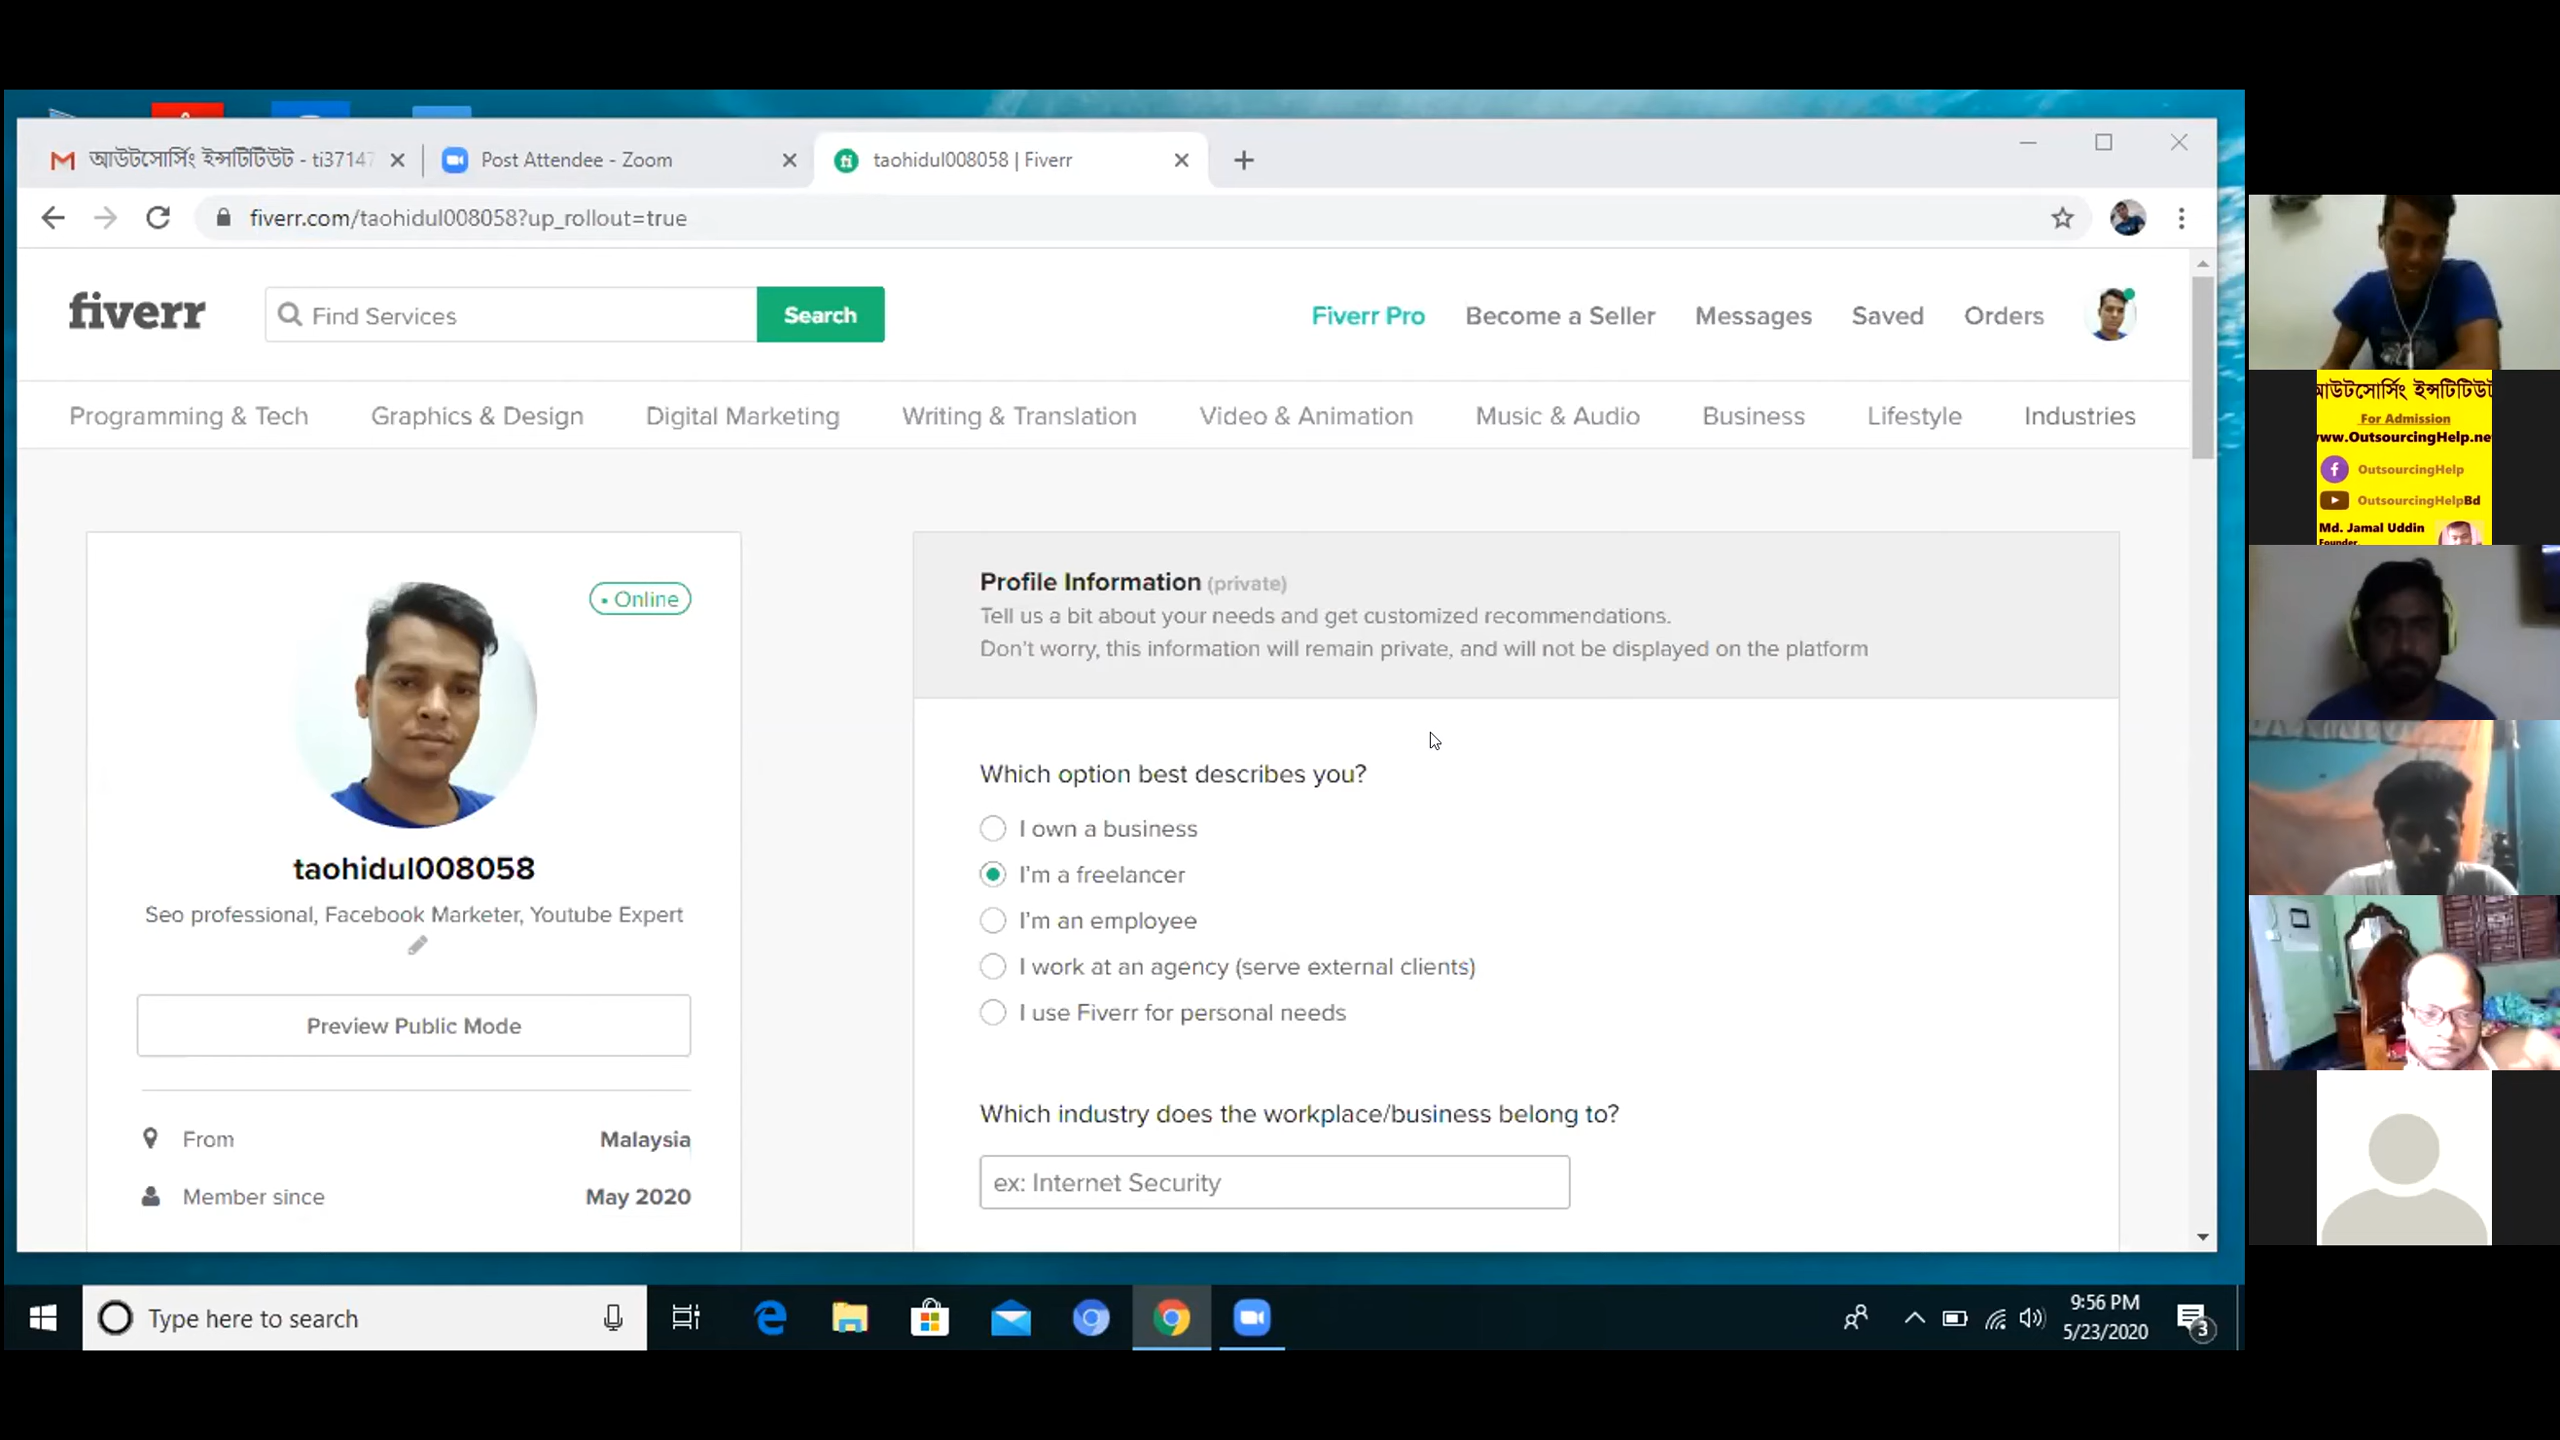 আউটসোর্সিং ইন্সটিটিউট - ti37147
Post Attendee - Zoom
taohidul008058 | Fiverr
fiverr.com/taohidul008058?up_rollout=true
fiverr
Find Services
Search
Fiverr Pro
Become a Seller
Messages
Saved
Orders
Programming & Tech
Graphics & Design
Digital Marketing
Writing & Translation
Video & Animation
Music & Audio
Business
Lifestyle
Industries
• Online
taohidul008058
Seo professional, Facebook Marketer, Youtube Expert
Preview Public Mode
From
Malaysia
Member since
May 2020
Profile Information (private)
Tell us a bit about your needs and get customized recommendations.
Don't worry, this information will remain private, and will not be displayed on the platform
Which option best describes you?
I own a business
I'm a freelancer
I'm an employee
I work at an agency (serve external clients)
I use Fiverr for personal needs
Which industry does the workplace/business belong to?
ex: Internet Security
আউটসোর্সিং ইন্সটিটিউট
For Admission
www.OutsourcingHelp.ne
OutsourcingHelp
OutsourcingHelpBd
Md. Jamal Uddin
Founder,
Type here to search
9:56 PM
5/23/2020
3